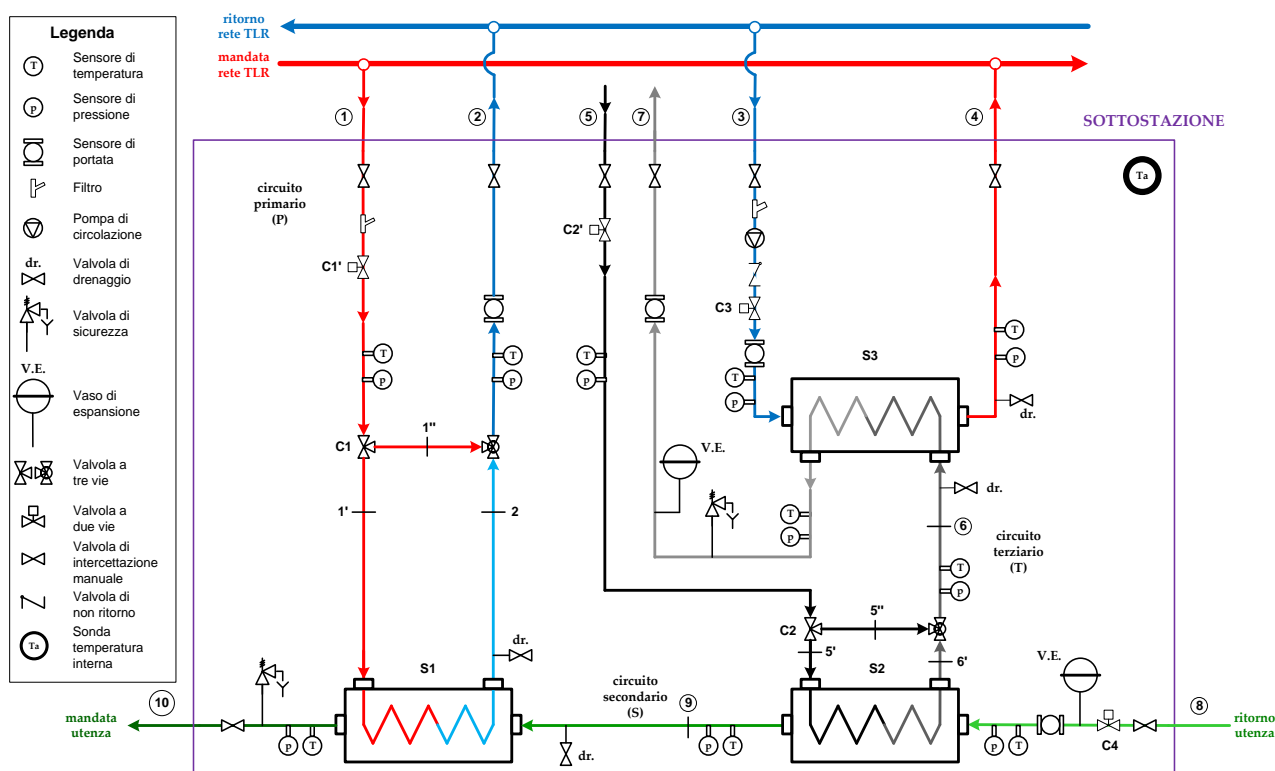 Legenda
T
Sensore di
temperatura
p
Sensore di
pressione
Sensore di
portata
Filtro
Pompa di
circolazione
dr.
Valvola di
drenaggio
Valvola di
sicurezza
V.E.
Vaso di
espansione
Valvola a
tre vie
Valvola a
due vie
Valvola di
intercettazione
manuale
Valvola di
non ritorno
Ta
Sonda
temperatura
interna
ritorno
rete TLR
mandata
rete TLR
1
2
5
7
3
4
SOTTOSTAZIONE
Ta
circuito
primario
(P)
C2'
C1'
C3
T
p
T
p
T
p
T
p
T
p
S3
dr.
C1
1''
V.E.
dr.
1'
2
T
p
6
circuito
terziario
(T)
T
p
C2
5''
5'
6'
dr.
S1
S2
V.E.
10
circuito
secondario
(S)
9
8
mandata
utenza
ritorno
utenza
p
T
dr.
p
T
p
T
C4